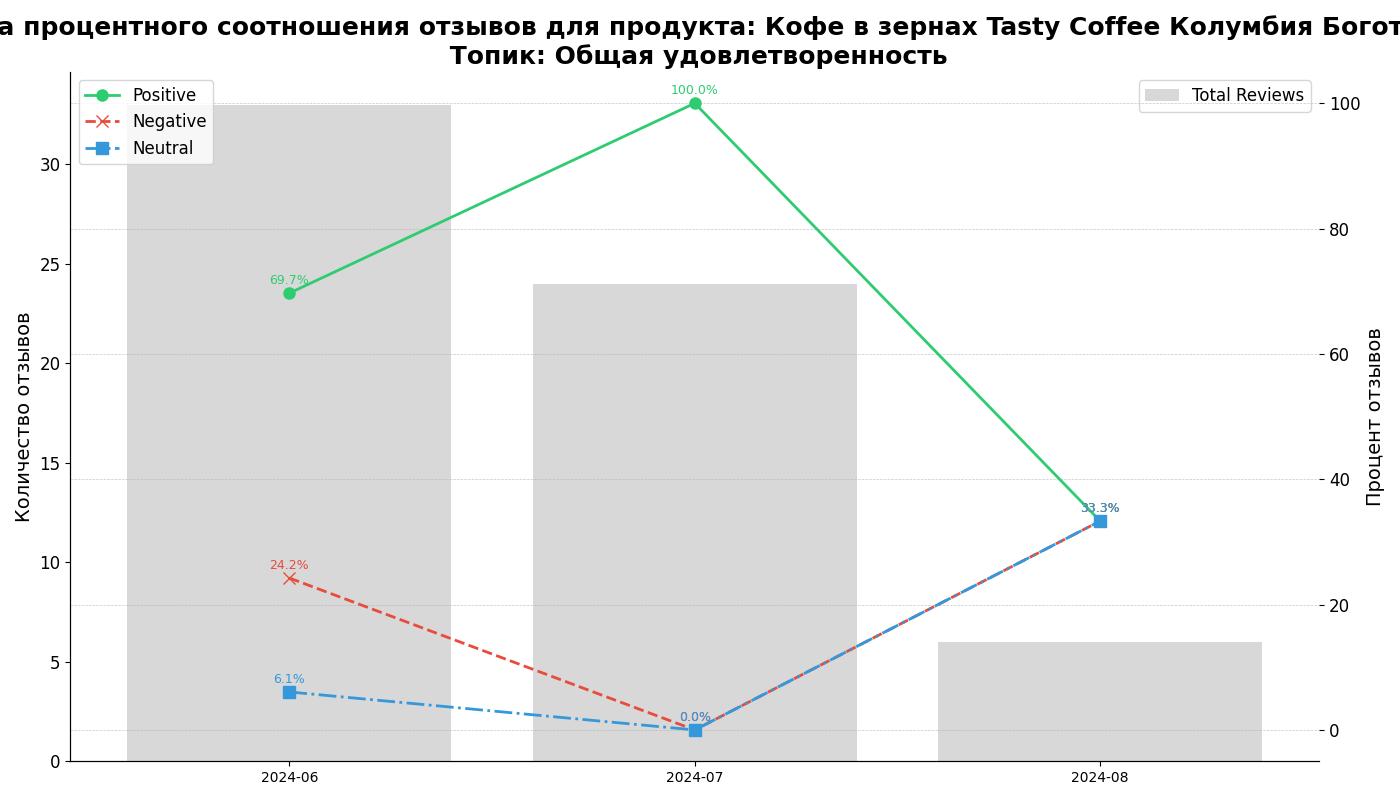 а процентного соотношения отзывов для продукта: Кофе в зернах Tasty Coffee Колумбия Богот
Топик: Общая удовлетворенность
Positive
Negative
Neutral
Total Reviews
Количество отзывов
30
25
20
15
10
5
0
100
80
60
40
20
0
Процент отзывов
69.7%
100.0%
33.3%
24.2%
6.1%
0.0%
2024-06
2024-07
2024-08